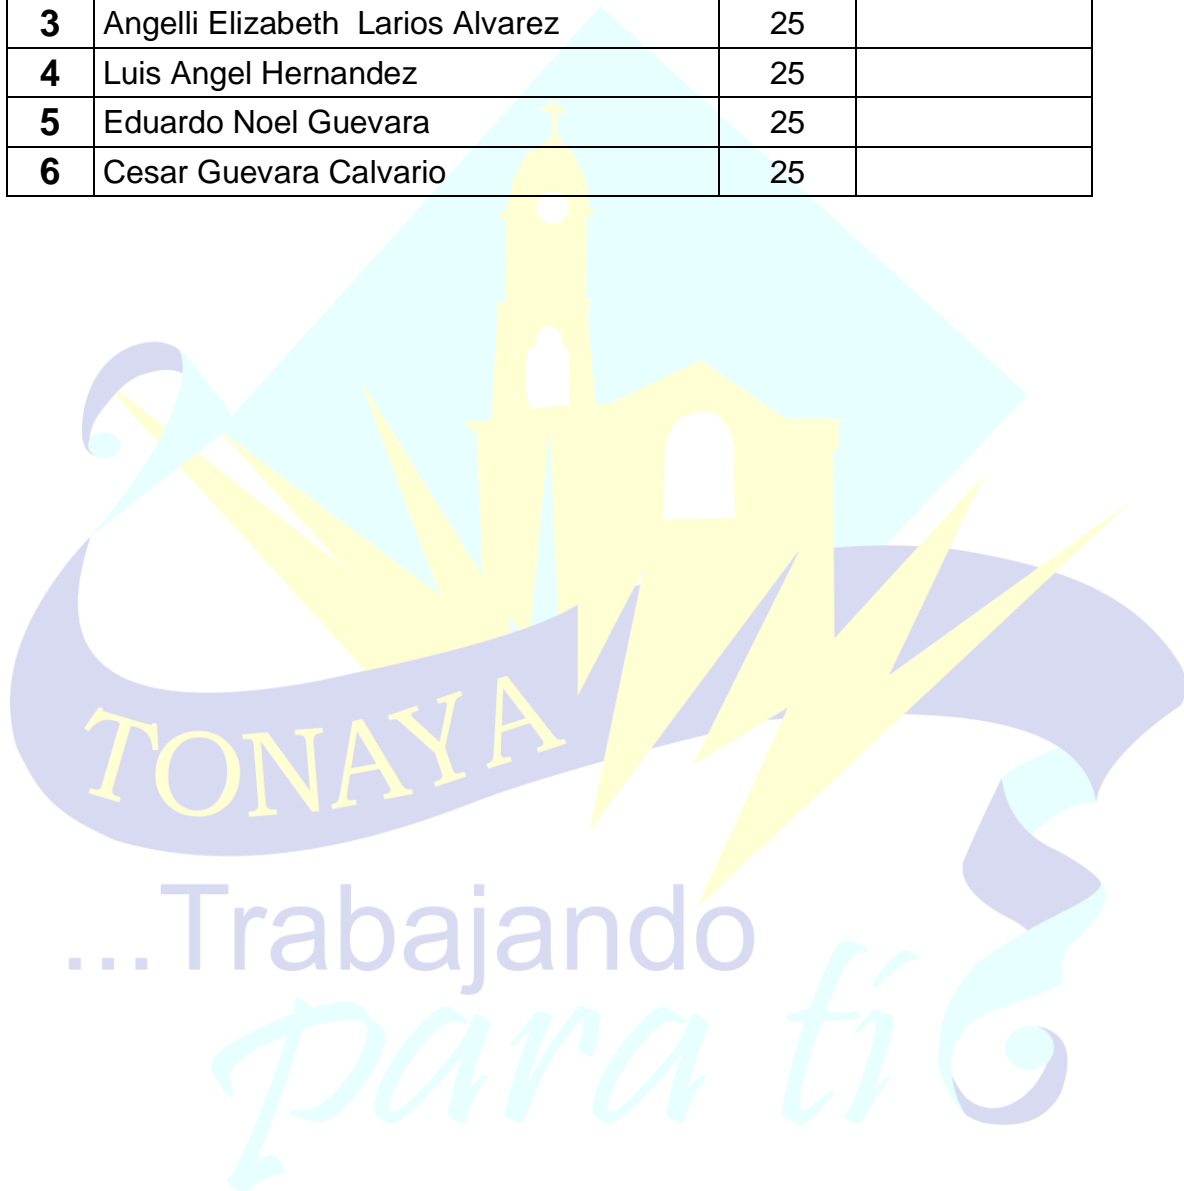 3 Angelli Elizabeth  Larios Alvarez 25
4 Luis Angel Hernandez 25
5 Eduardo Noel Guevara 25
6 Cesar Guevara Calvario 25
TONAYA
...Trabajando
para tí